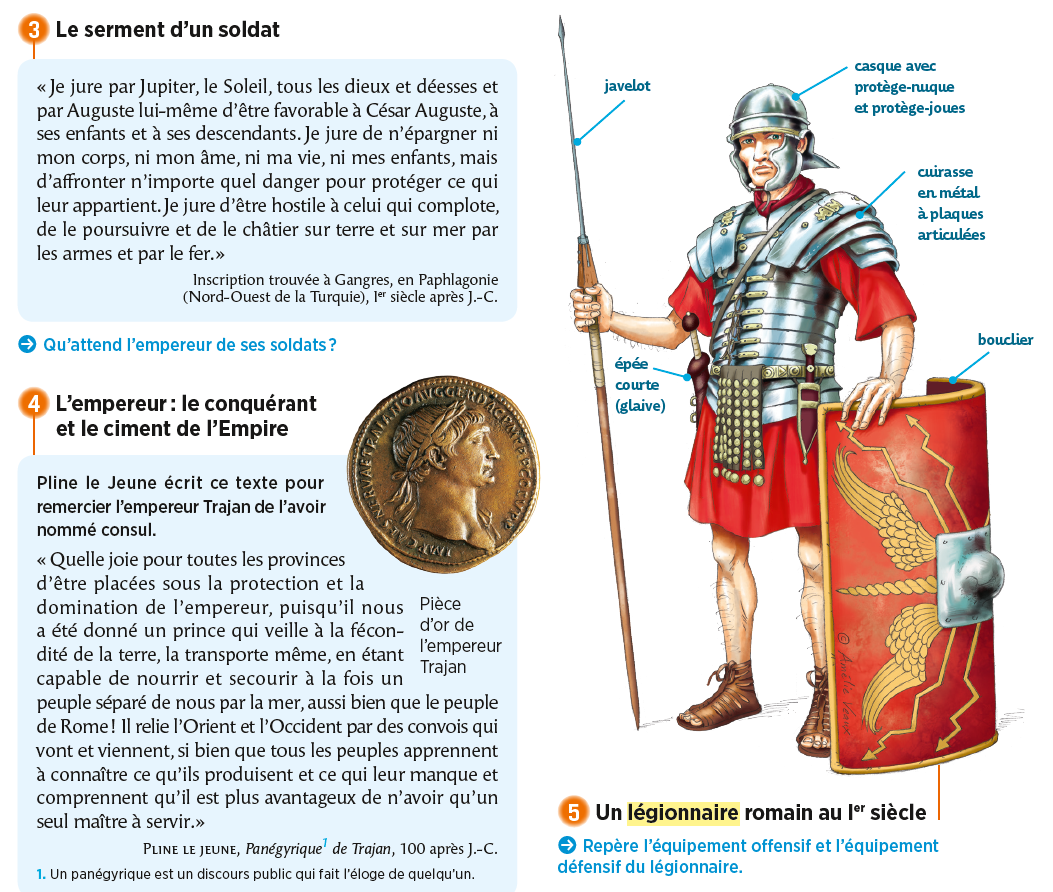 3 Le serment d'un soldat
« Je jure par Jupiter, le Soleil, tous les dieux et déesses et
par Auguste lui-même d'être favorable à César Auguste, à
ses enfants et à ses descendants. Je jure de n'épargner ni
mon corps, ni mon âme, ni ma vie, ni mes enfants, mais
d'affronter n'importe quel danger pour protéger ce qui
leur appartient. Je jure d'être hostile à celui qui complote,
de le poursuivre et de le châtier sur terre et sur mer par
les armes et par le fer. »
Inscription trouvée à Gangres, en Paphlagonie
(Nord-Ouest de la Turquie), Ier siècle après J.-C.
Qu'attend l'empereur de ses soldats ?
4 L'empereur : le conquérant
et le ciment de l'Empire
Pline le Jeune écrit ce texte pour
remercier l'empereur Trajan de l'avoir
nommé consul.
« Quelle joie pour toutes les provinces
d'être placées sous la protection et la
domination de l'empereur, puisqu'il nous
a été donné un prince qui veille à la fécon-
dité de la terre, la transporte même, en étant
capable de nourrir et secourir à la fois un
peuple séparé de nous par la mer, aussi bien que le peuple
de Rome ! Il relie l'Orient et l'Occident par des convois qui
vont et viennent, si bien que tous les peuples apprennent
à connaître ce qu'ils produisent et ce qui leur manque et
comprennent qu'il est plus avantageux de n'avoir qu'un
seul maître à servir. »
Pline le Jeune, Panégyrique1 de Trajan, 100 après J.-C.
1. Un panégyrique est un discours public qui fait l'éloge de quelqu'un.
Pièce
d'or de
l'empereur
Trajan
javelot
casque avec
protège-nuque
et protège-joues
cuirasse
en métal
à plaques
articulées
épée
courte
(glaive)
bouclier
5 Un légionnaire romain au Ier siècle
Repère l'équipement offensif et l'équipement
défensif du légionnaire.